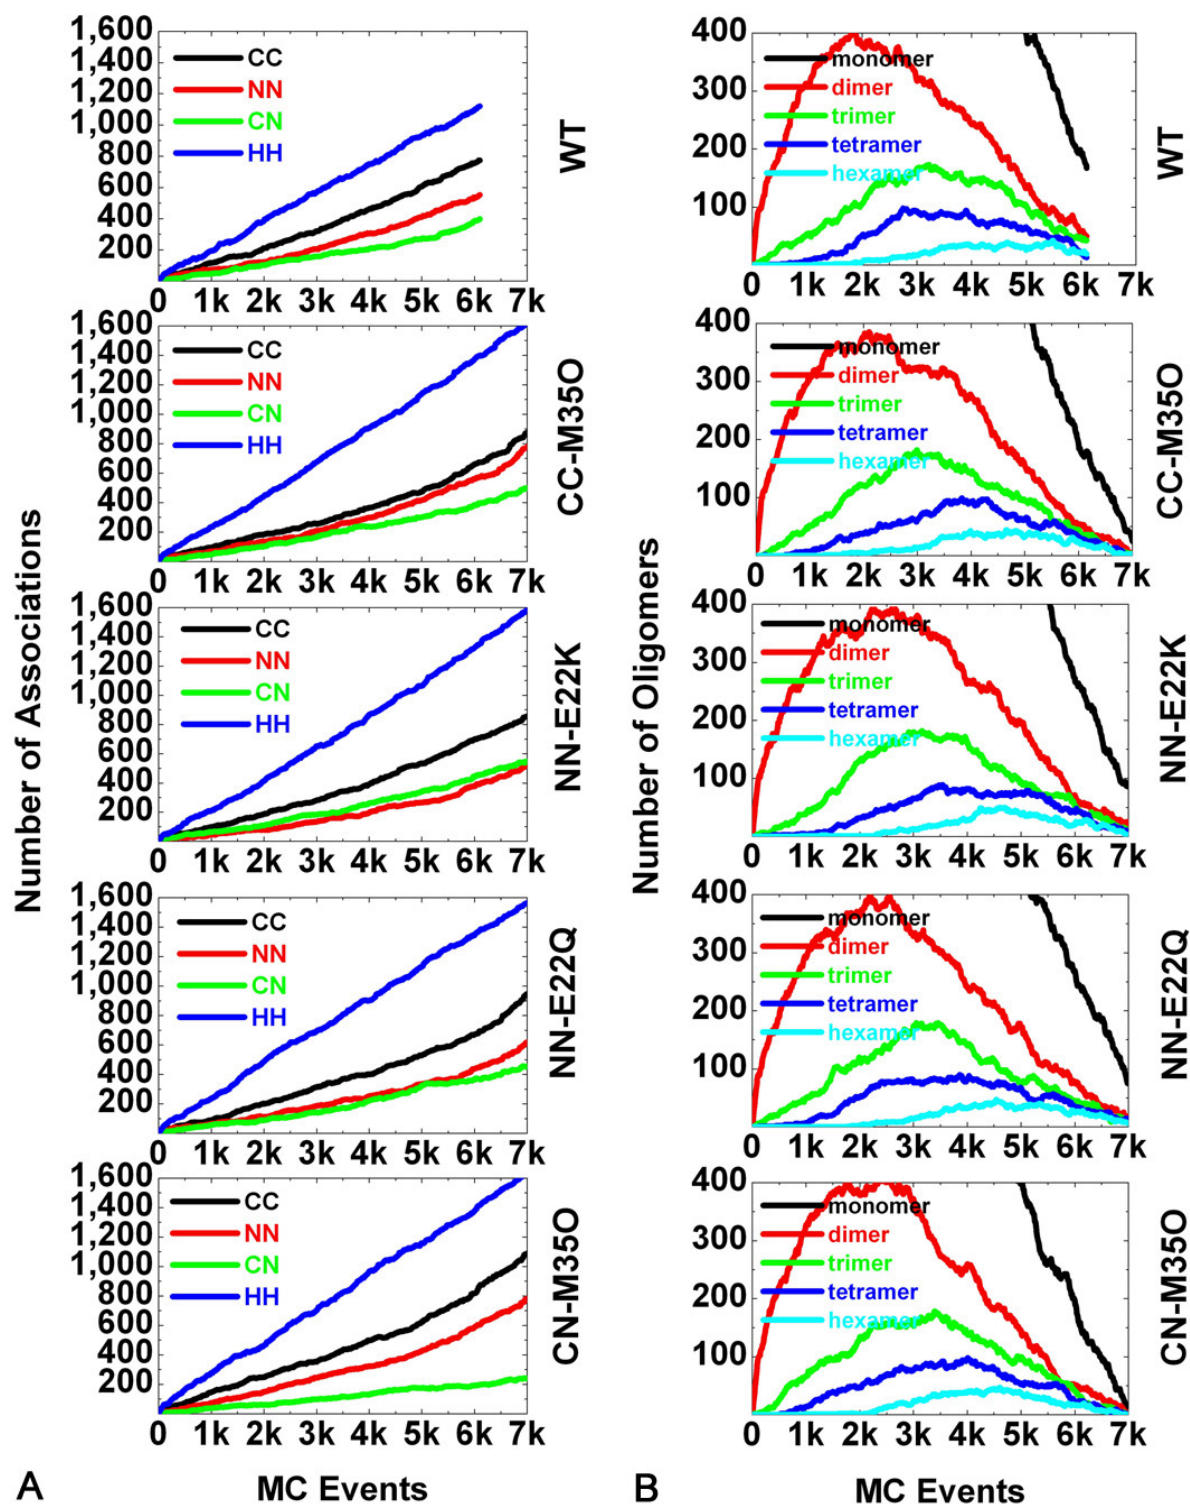 1,600
1,400
1,200
1,000
800
600
400
200
CC
NN
CN
HH
0 1k 2k 3k 4k 5k 6k 7k
WT
400
300
200
100
monomer
dimer
trimer
tetramer
hexamer
0 1k 2k 3k 4k 5k 6k 7k
WT
1,600
1,400
1,200
1,000
800
600
400
200
CC
NN
CN
HH
0 1k 2k 3k 4k 5k 6k 7k
CC-M35O
400
300
200
100
monomer
dimer
trimer
tetramer
hexamer
0 1k 2k 3k 4k 5k 6k 7k
CC-M35O
1,600
1,400
1,200
1,000
800
600
400
200
CC
NN
CN
HH
0 1k 2k 3k 4k 5k 6k 7k
NN-E22K
400
300
200
100
monomer
dimer
trimer
tetramer
hexamer
0 1k 2k 3k 4k 5k 6k 7k
NN-E22K
1,600
1,400
1,200
1,000
800
600
400
200
CC
NN
CN
HH
0 1k 2k 3k 4k 5k 6k 7k
NN-E22Q
400
300
200
100
monomer
dimer
trimer
tetramer
hexamer
0 1k 2k 3k 4k 5k 6k 7k
NN-E22Q
1,600
1,400
1,200
1,000
800
600
400
200
CC
NN
CN
HH
0 1k 2k 3k 4k 5k 6k 7k
CN-M35O
400
300
200
100
monomer
dimer
trimer
tetramer
hexamer
0 1k 2k 3k 4k 5k 6k 7k
CN-M35O
Number of Associations
Number of Oligomers
A
MC Events
B
MC Events